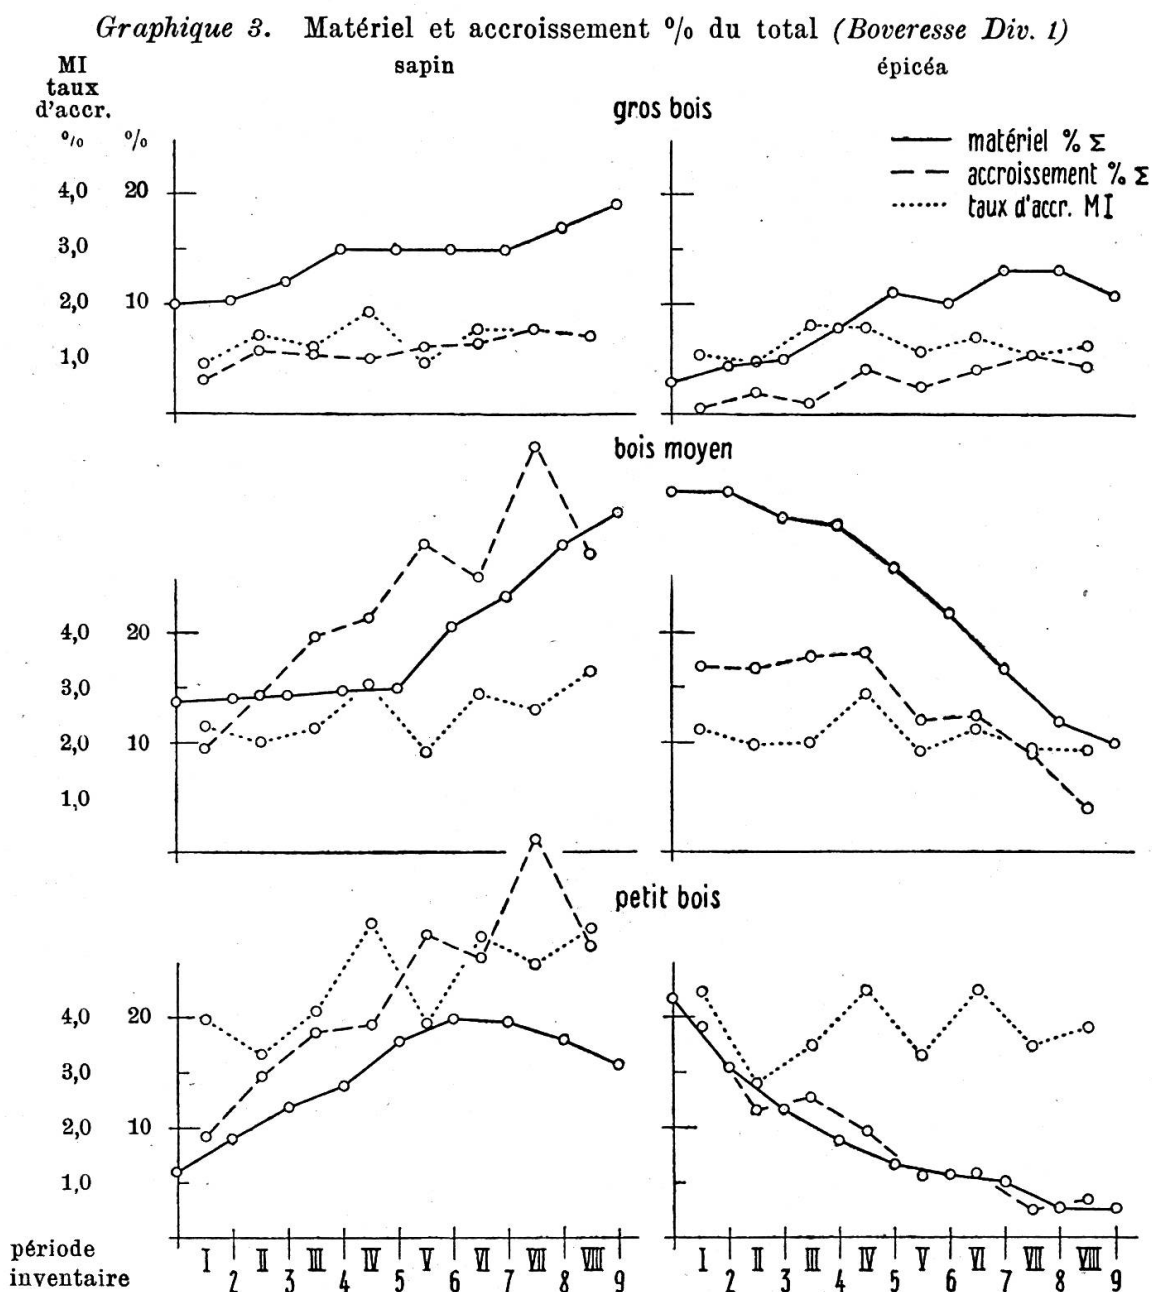 Graphique 3. Matériel et accroissement % du total (Boveresse Div. 1)
MI
taux
d'accr.
sapin
épicéa
gros bois
% %
matériel % Σ
accroissement % Σ
taux d'accr. MI
4,0 20
3,0
2,0 10
1,0
bois moyen
4,0 20
3,0
2,0 10
1,0
petit bois
4,0 20
3,0
2,0 10
1,0
période
I II III IV V VI VII VIII
I II III IV V VI VII VIII
inventaire
2 3 4 5 6 7 8 9
2 3 4 5 6 7 8 9